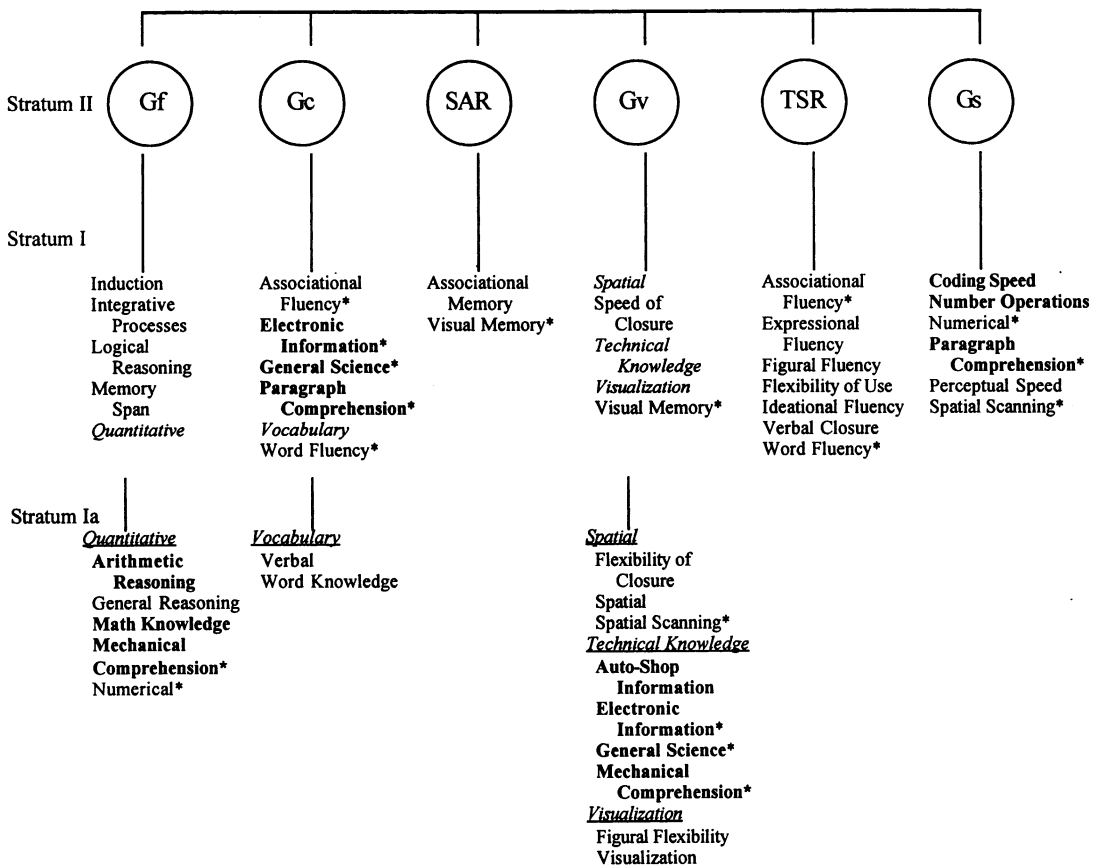 Stratum II
Gf
Gc
SAR
Gv
TSR
Gs
Stratum I
Induction
Integrative
Processes
Logical
Reasoning
Memory
Span
Quantitative
Associational
Fluency*
Electronic
Information*
General Science*
Paragraph
Comprehension*
Vocabulary
Word Fluency*
Associational
Memory
Visual Memory*
Spatial
Speed of
Closure
Technical
Knowledge
Visualization
Visual Memory*
Associational
Fluency*
Expressional
Fluency
Figural Fluency
Flexibility of Use
Ideational Fluency
Verbal Closure
Word Fluency*
Coding Speed
Number Operations
Numerical*
Paragraph
Comprehension*
Perceptual Speed
Spatial Scanning*
Stratum Ia
Quantitative
Arithmetic
Reasoning
General Reasoning
Math Knowledge
Mechanical
Comprehension*
Numerical*
Vocabulary
Verbal
Word Knowledge
Spatial
Flexibility of
Closure
Spatial
Spatial Scanning*
Technical Knowledge
Auto-Shop
Information
Electronic
Information*
General Science*
Mechanical
Comprehension*
Visualization
Figural Flexibility
Visualization